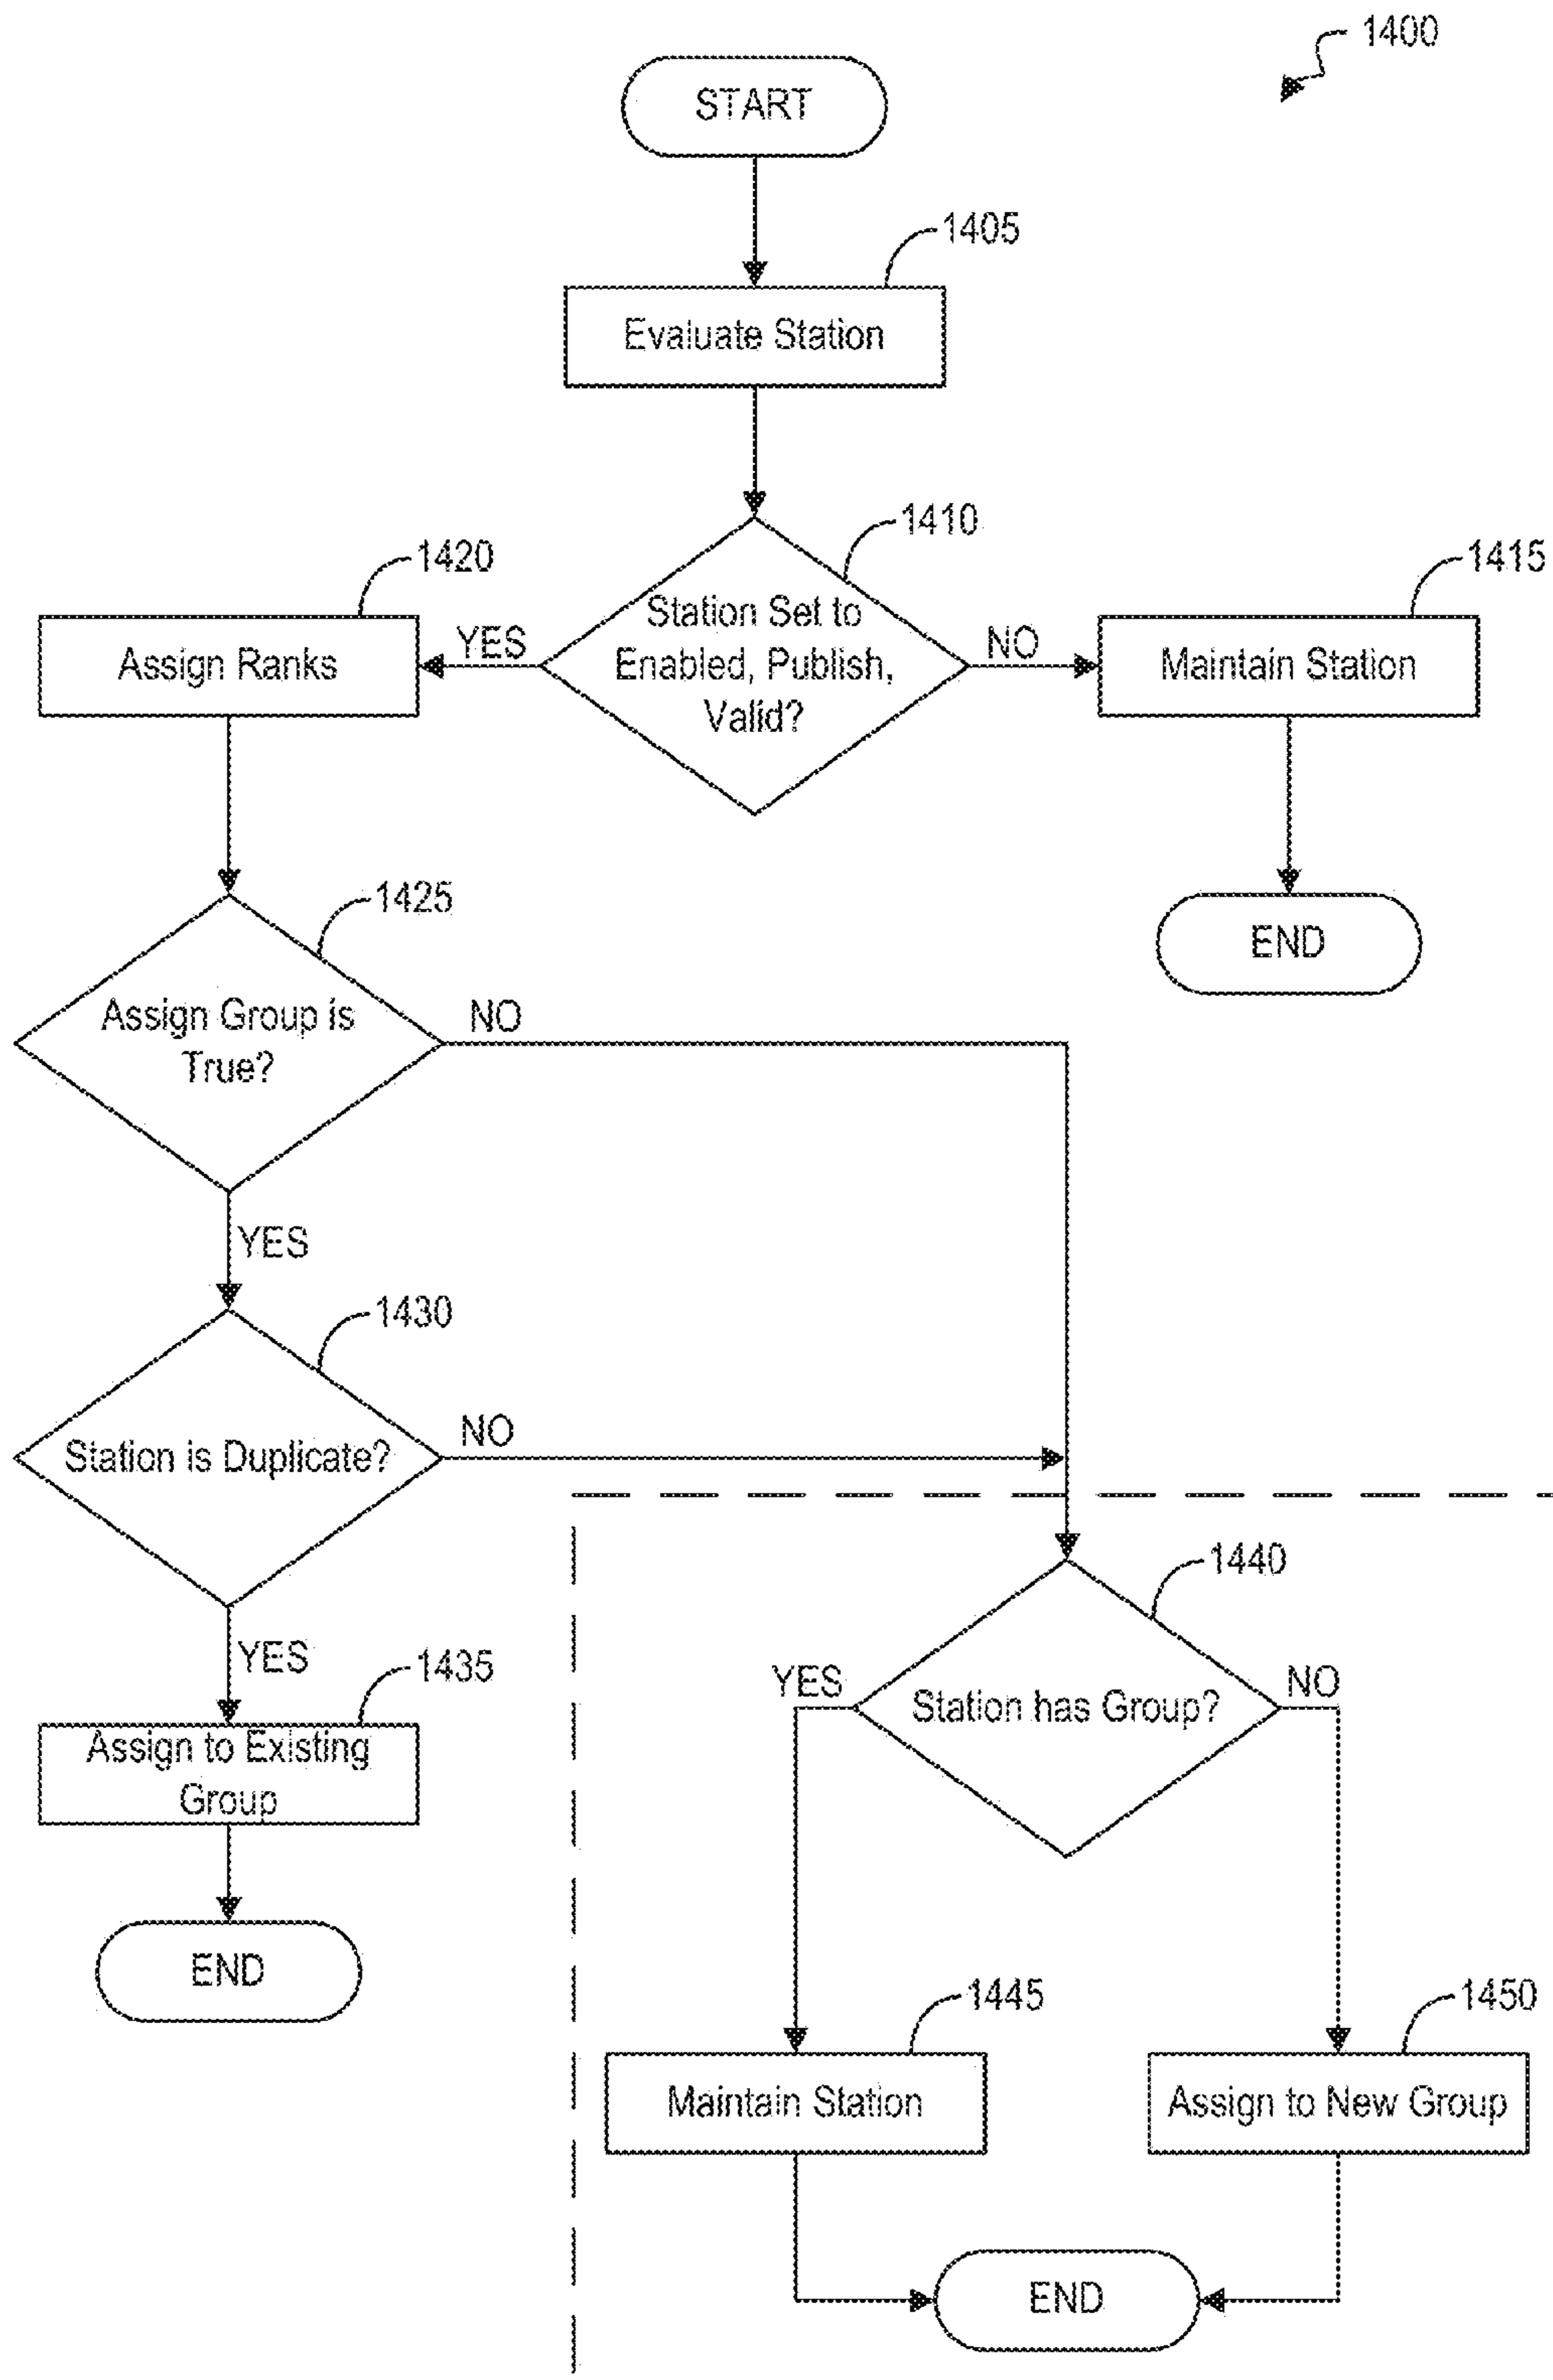 1400
START
1405
Evaluate Station
1410
Station Set to
Enabled, Publish,
Valid?
YES
NO
1420
Assign Ranks
1415
Maintain Station
END
1425
Assign Group is
True?
NO
YES
1430
Station is Duplicate?
NO
YES
1435
Assign to Existing
Group
END
1440
Station has Group?
YES
NO
1445
Maintain Station
1450
Assign to New Group
END